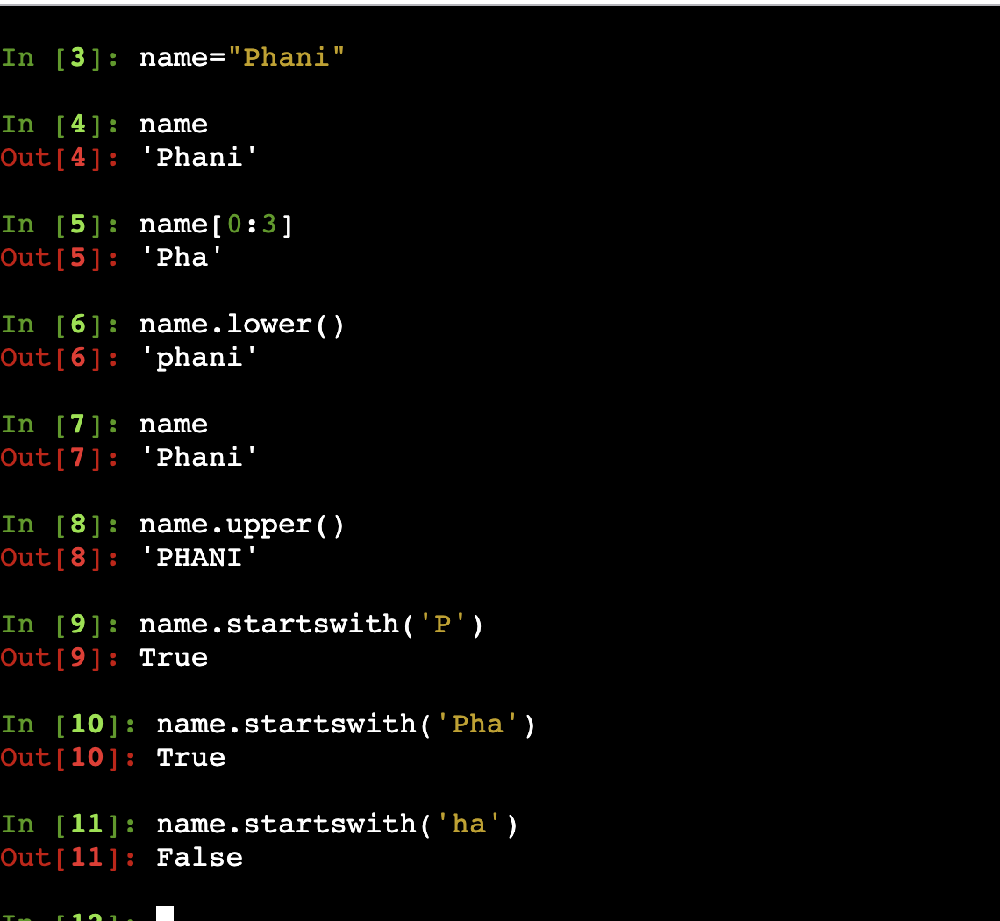 In [3]: name="Phani"
In [4]: name
Out[4]: 'Phani'
In [5]: name[0:3]
Out[5]: 'Pha'
In [6]: name.lower()
Out[6]: 'phani'
In [7]: name
Out[7]: 'Phani'
In [8]: name.upper()
Out[8]: 'PHANI'
In [9]: name.startswith('P')
Out[9]: True
In [10]: name.startswith('Pha')
Out[10]: True
In [11]: name.startswith('ha')
Out[11]: False
In [12]: